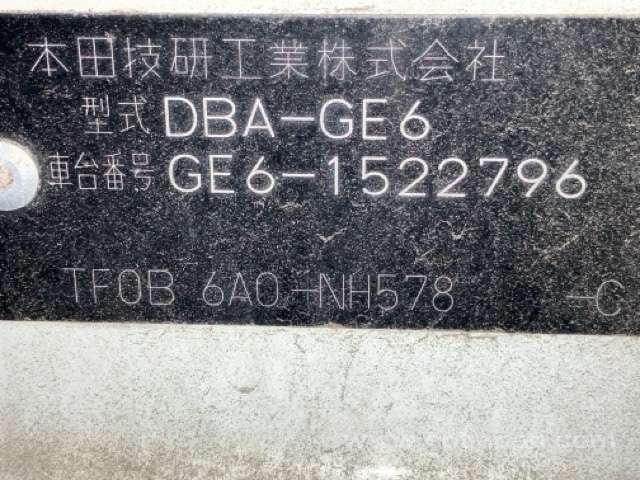 本田技研工業株式会社
型式 DBA-GE6
車台番号 GE6-1522796
TF0B 6A0-NH578 -C